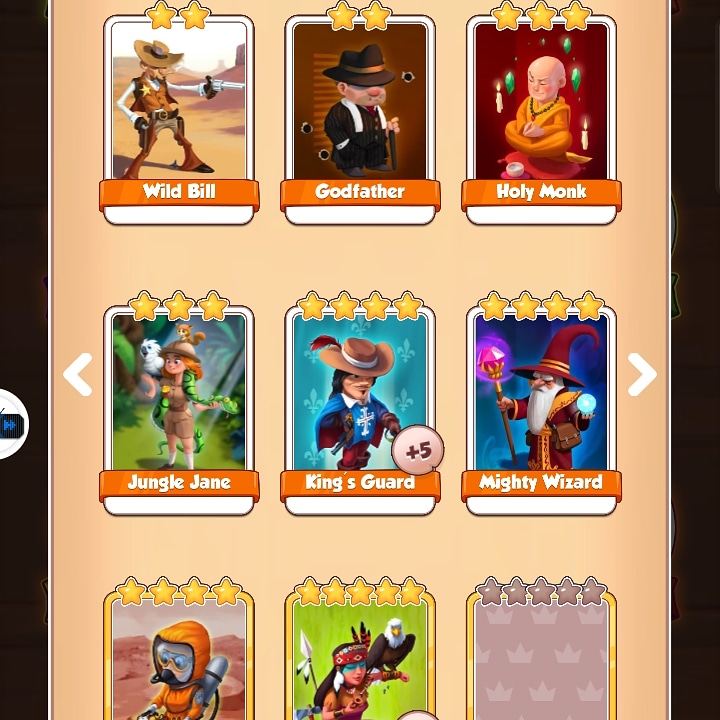 Wild Bill
Godfather
Holy Monk
Jungle Jane
King's Guard
Mighty Wizard
+5